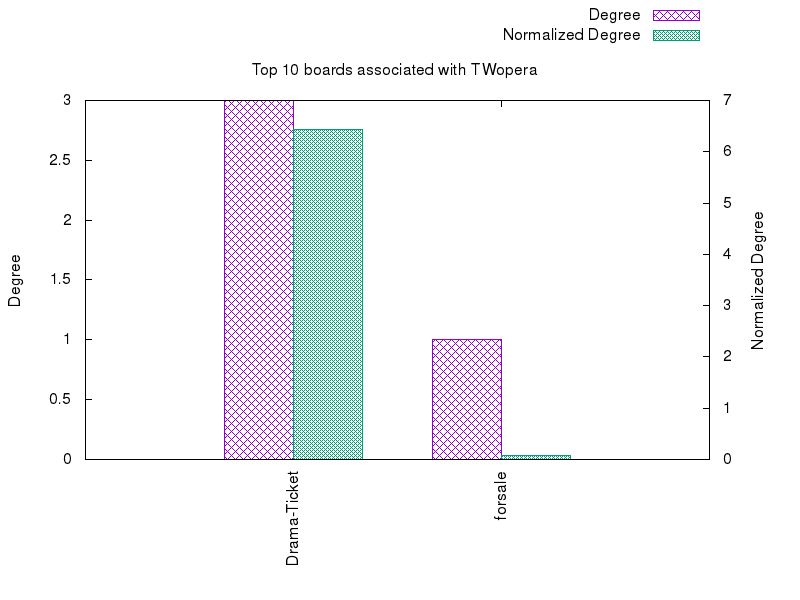 Degree
Normalized Degree
Top 10 boards associated with TWopera
3
2.5
2
1.5
1
0.5
0
7
6
5
4
3
2
1
0
Degree
Normalized Degree
Drama-Ticket
forsale